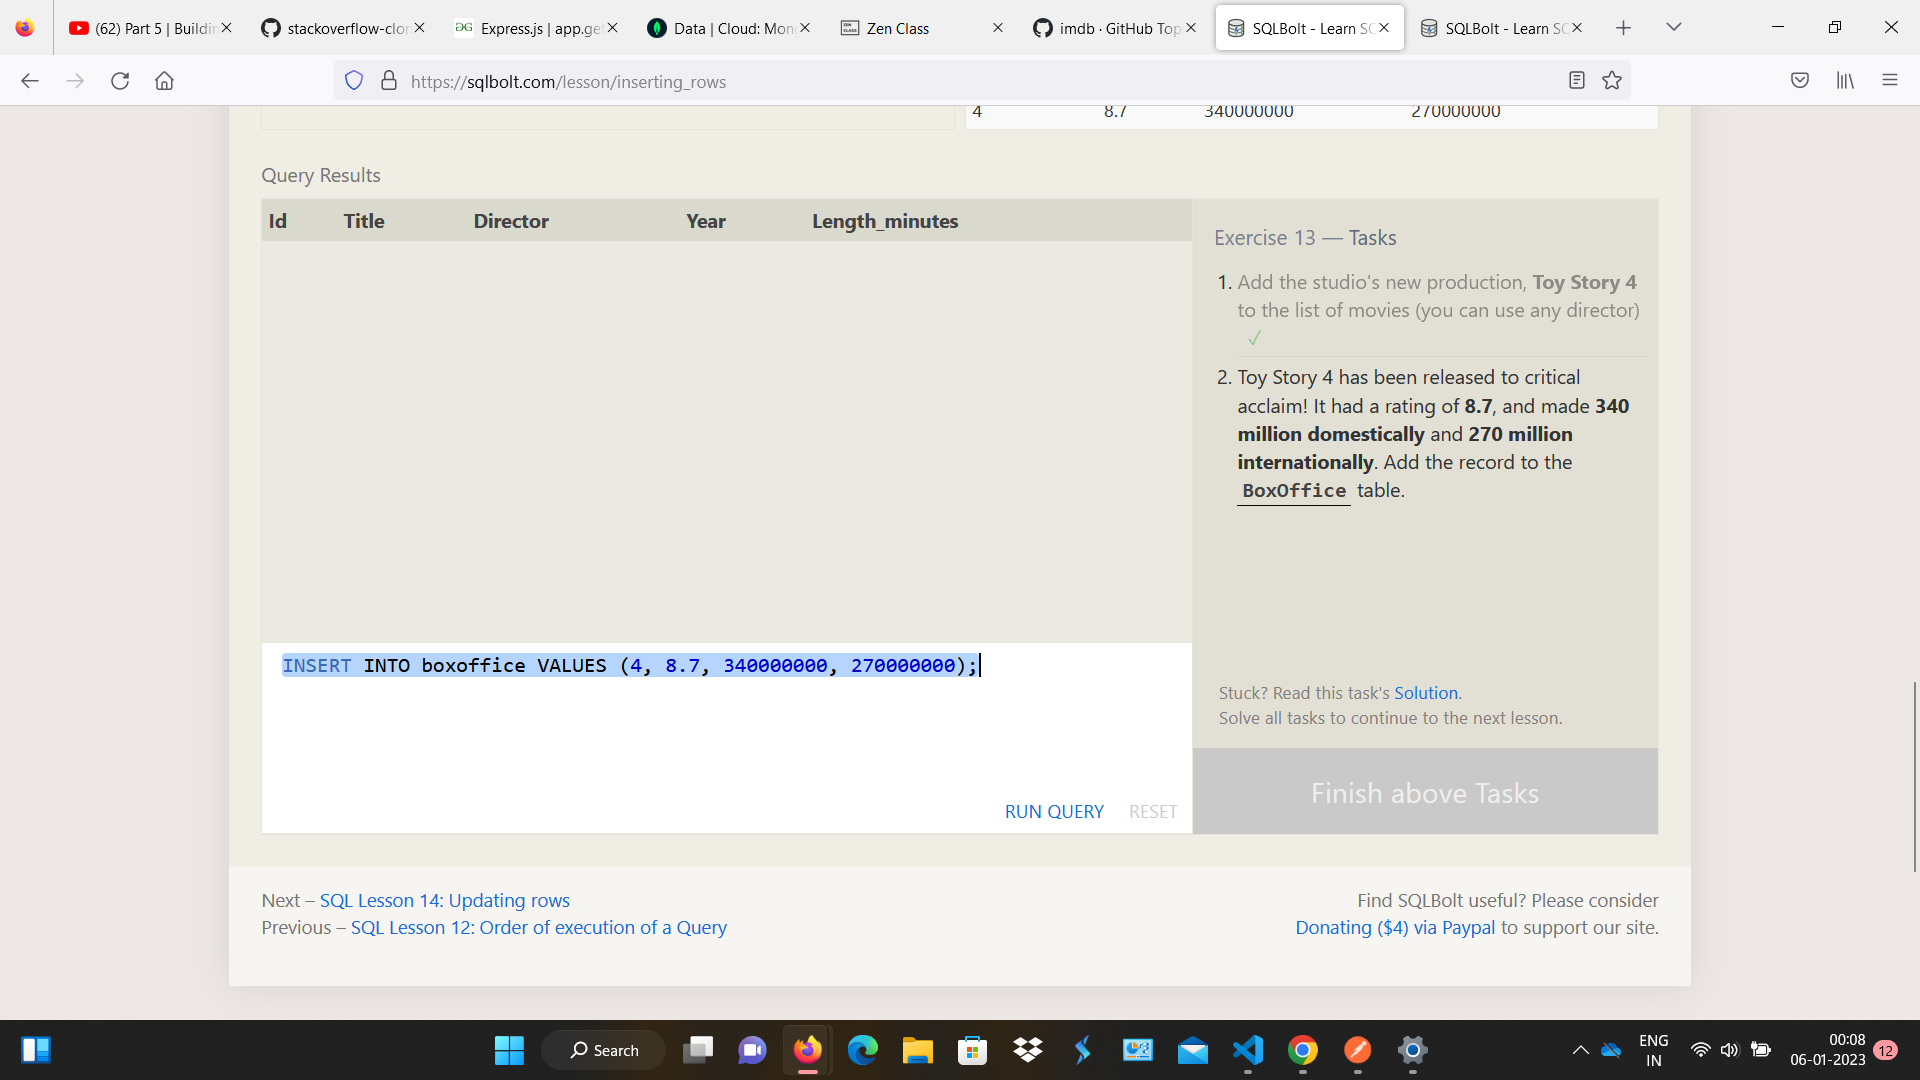 (62) Part 5 | Buildin
stackoverflow-clon
Express.js | app.get
Data | Cloud: Mon
Zen Class
imdb · GitHub Top
SQLBolt - Learn SQ
SQLBolt - Learn SQ
https://sqlbolt.com/lesson/inserting_rows
4 8.7 340000000 270000000
Query Results
Id Title Director Year Length_minutes
Exercise 13 — Tasks
1. Add the studio's new production, Toy Story 4
to the list of movies (you can use any director)
✓
2. Toy Story 4 has been released to critical
acclaim! It had a rating of 8.7, and made 340
million domestically and 270 million
internationally. Add the record to the
BoxOffice table.
INSERT INTO boxoffice VALUES (4, 8.7, 340000000, 270000000);
Stuck? Read this task's Solution.
Solve all tasks to continue to the next lesson.
RUN QUERY RESET
Finish above Tasks
Next – SQL Lesson 14: Updating rows
Previous – SQL Lesson 12: Order of execution of a Query
Find SQLBolt useful? Please consider
Donating ($4) via Paypal to support our site.
Search
ENG
IN
00:08
06-01-2023
12